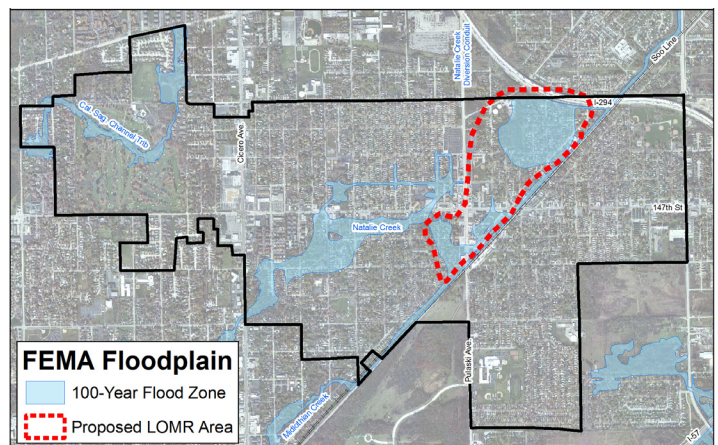 Natalie Creek
Diversion Conduit
Soo Line
I-294
Cal. Sag. Channel Trib
Cicero Ave
147th St
Natalie Creek
Pulaski Ave
Midlothian Creek
I-57
FEMA Floodplain
100-Year Flood Zone
Proposed LOMR Area